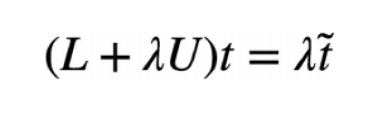 (L + λU)t = λt̃